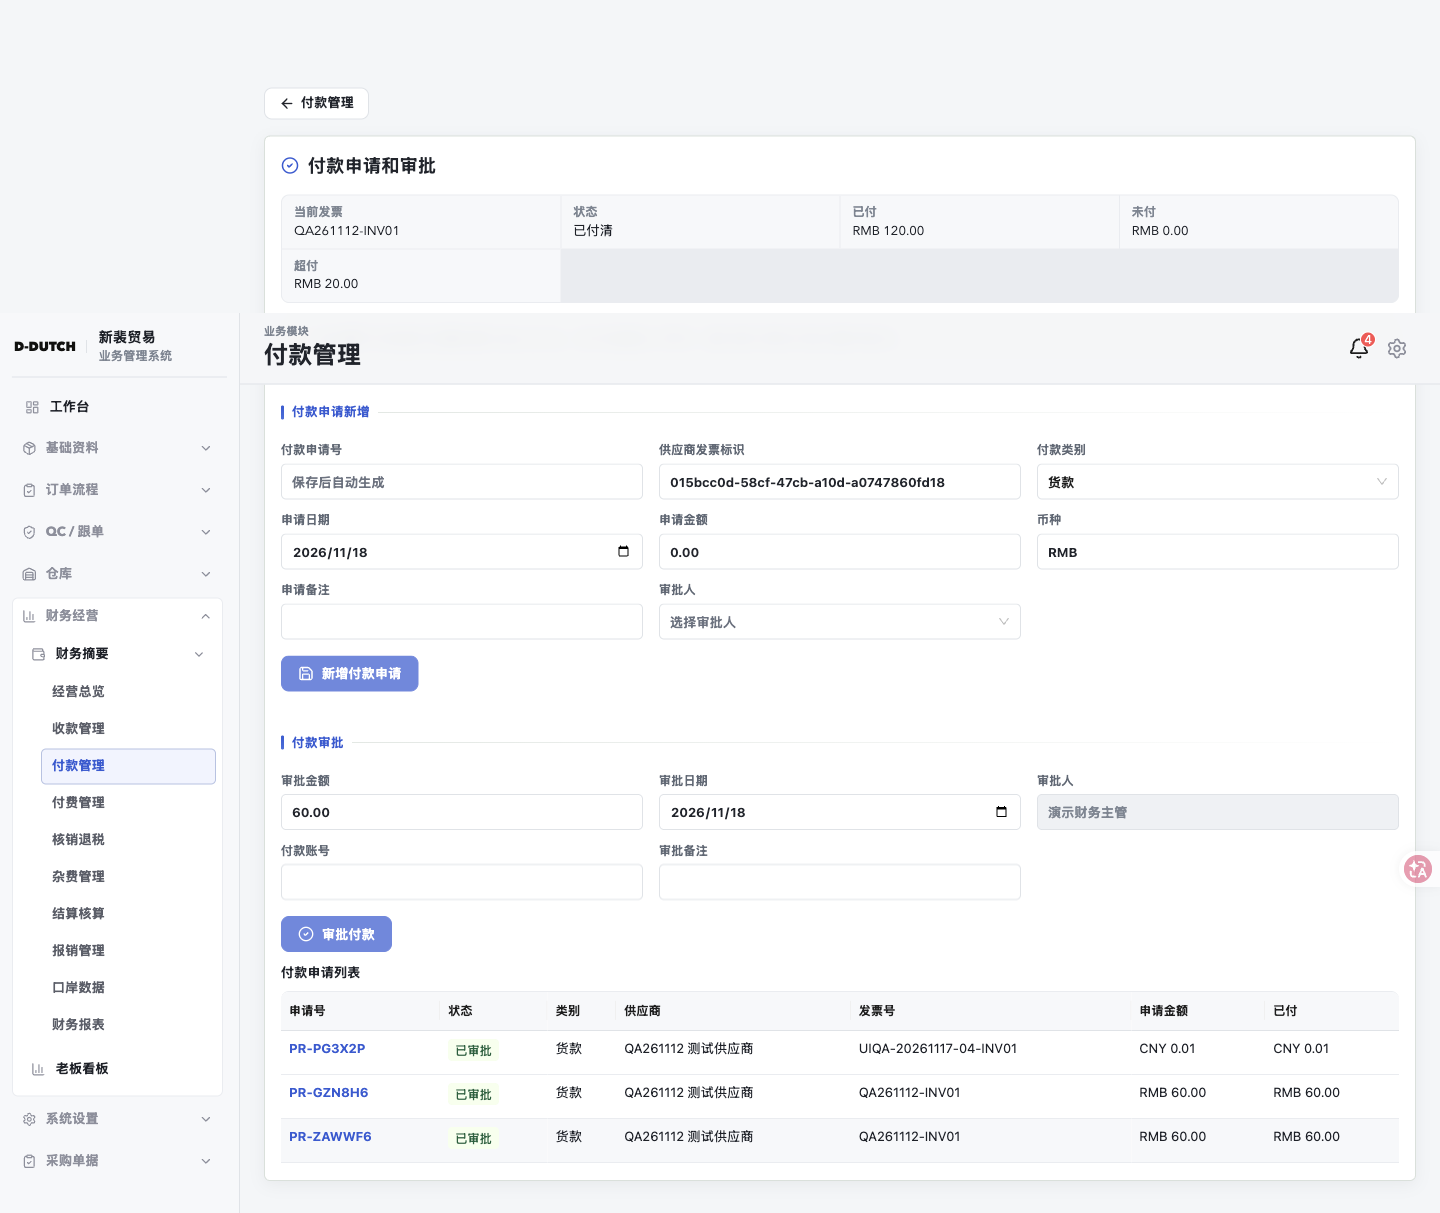 付款管理
付款申请和审批
当前发票
QA261112-INV01
状态
已付清
已付
RMB 120.00
未付
RMB 0.00
超付
RMB 20.00
D-DUTCH
新裴贸易
业务管理系统
业务模块
付款管理
4
工作台
基础资料
订单流程
QC / 跟单
仓库
财务经营
财务摘要
经营总览
收款管理
付款管理
付费管理
核销退税
杂费管理
结算核算
报销管理
口岸数据
财务报表
老板看板
系统设置
采购单据
付款申请新增
付款申请号
保存后自动生成
供应商发票标识
015bcc0d-58cf-47cb-a10d-a0747860fd18
付款类别
货款
申请日期
2026/11/18
申请金额
0.00
币种
RMB
申请备注
审批人
选择审批人
新增付款申请
付款审批
审批金额
60.00
审批日期
2026/11/18
审批人
演示财务主管
付款账号
审批备注
审批付款
付款申请列表
申请号 状态 类别 供应商 发票号 申请金额 已付
PR-PG3X2P 已审批 货款 QA261112 测试供应商 UIQA-20261117-04-INV01 CNY 0.01 CNY 0.01
PR-GZN8H6 已审批 货款 QA261112 测试供应商 QA261112-INV01 RMB 60.00 RMB 60.00
PR-ZAWWF6 已审批 货款 QA261112 测试供应商 QA261112-INV01 RMB 60.00 RMB 60.00